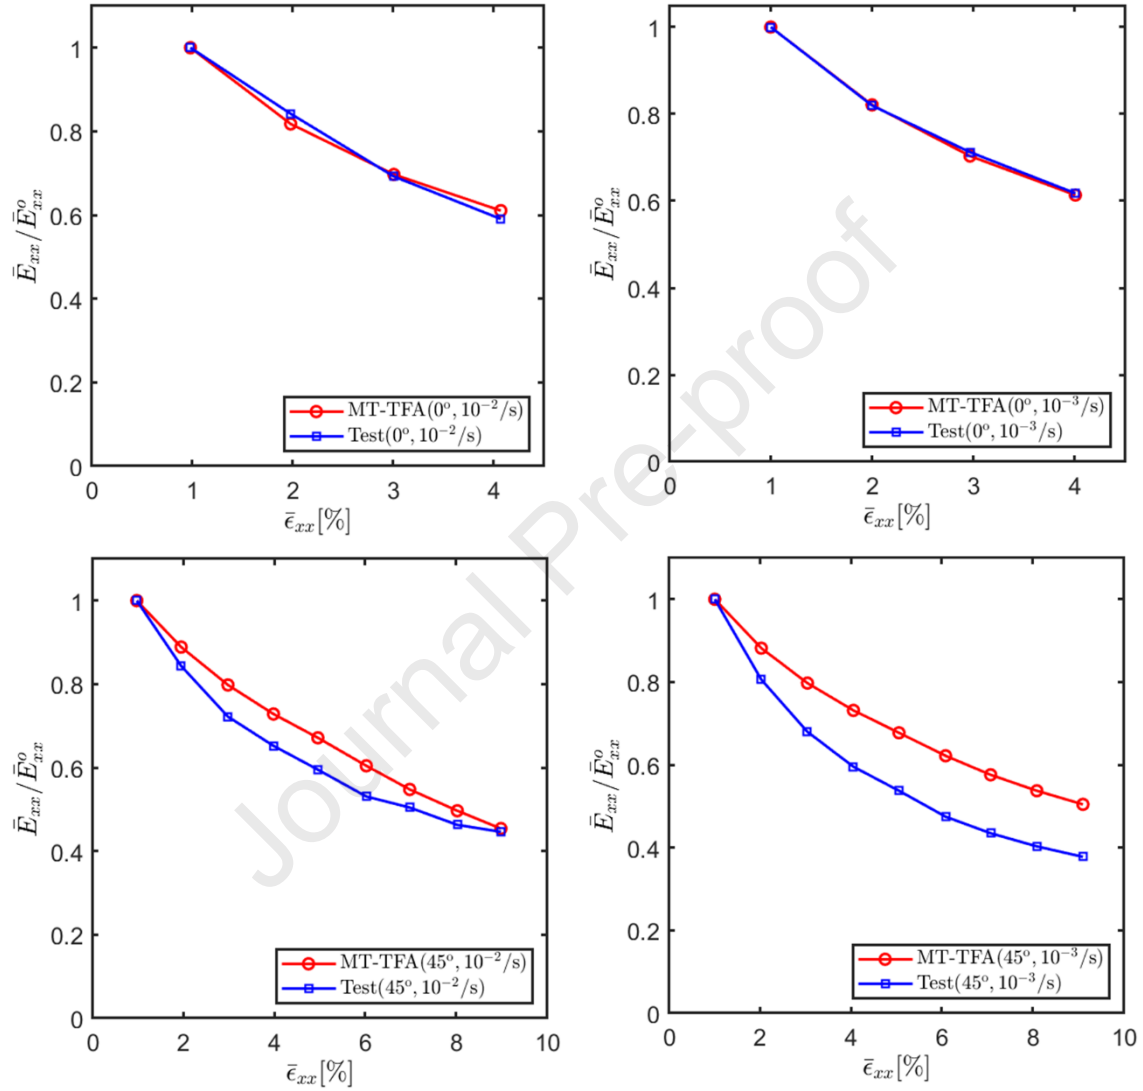 1
0.8
0.6
0.4
0.2
0
0 1 2 3 4
Ē_xx/Ē°_xx
ε̄_xx[%]
MT-TFA(0°, 10⁻²/s)
Test(0°, 10⁻²/s)
1
0.8
0.6
0.4
0.2
0
0 1 2 3 4
Ē_xx/Ē°_xx
ε̄_xx[%]
MT-TFA(0°, 10⁻³/s)
Test(0°, 10⁻³/s)
Journal Pre-proof
1
0.8
0.6
0.4
0.2
0
0 2 4 6 8 10
Ē_xx/Ē°_xx
ε̄_xx[%]
MT-TFA(45°, 10⁻²/s)
Test(45°, 10⁻²/s)
1
0.8
0.6
0.4
0.2
0
0 2 4 6 8 10
Ē_xx/Ē°_xx
ε̄_xx[%]
MT-TFA(45°, 10⁻³/s)
Test(45°, 10⁻³/s)